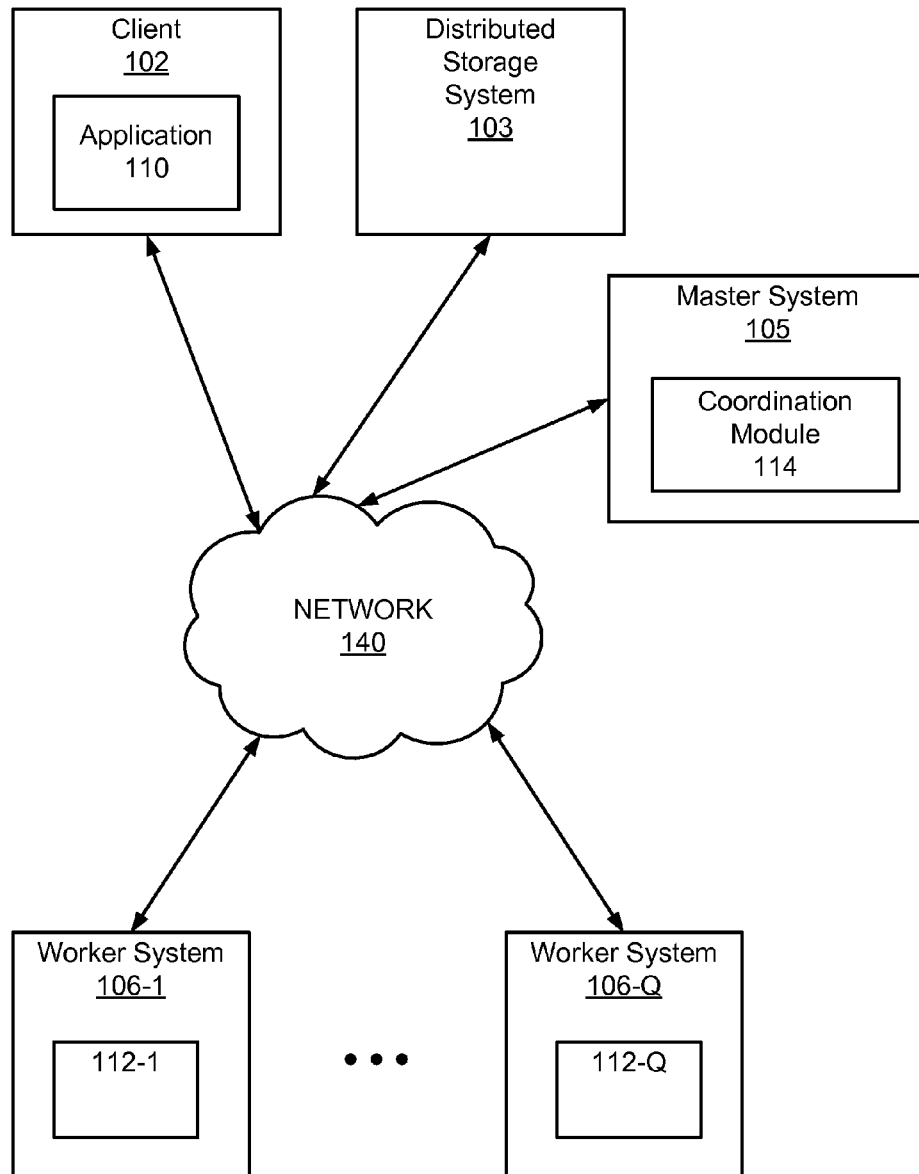 Client
102
Application
110
Distributed
Storage
System
103
Master System
105
Coordination
Module
114
NETWORK
140
Worker System
106-1
112-1
Worker System
106-Q
112-Q